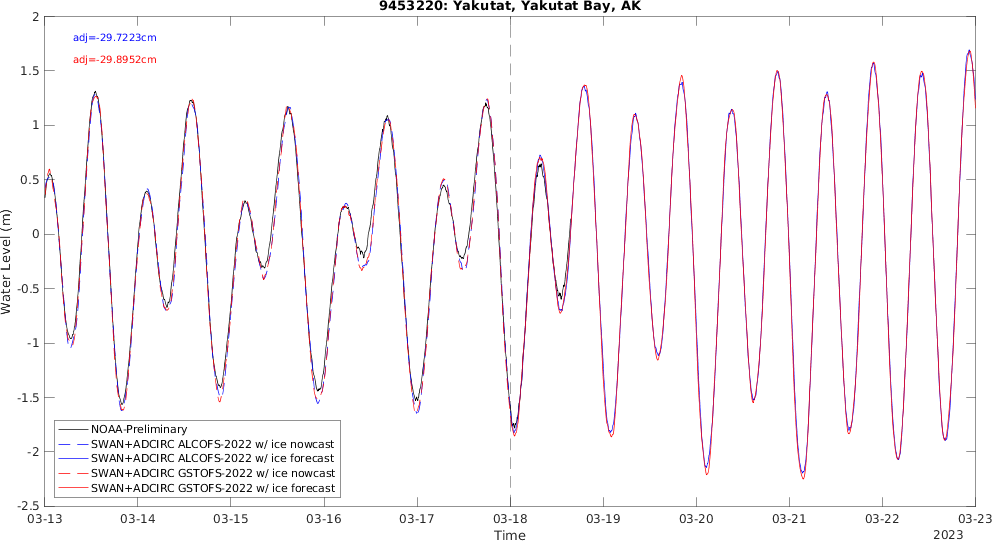 9453220: Yakutat, Yakutat Bay, AK
adj=-29.7223cm
adj=-29.8952cm
2
1.5
1
0.5
0
-0.5
-1
-1.5
-2
-2.5
Water Level (m)
NOAA-Preliminary
SWAN+ADCIRC ALCOFS-2022 w/ ice nowcast
SWAN+ADCIRC ALCOFS-2022 w/ ice forecast
SWAN+ADCIRC GSTOFS-2022 w/ ice nowcast
SWAN+ADCIRC GSTOFS-2022 w/ ice forecast
03-13 03-14 03-15 03-16 03-17 03-18 03-19 03-20 03-21 03-22 03-23
Time
2023